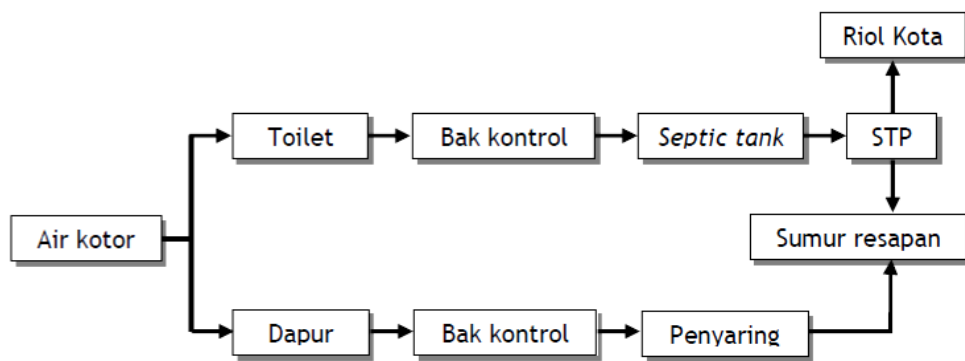 Riol Kota
Toilet
Bak kontrol
Septic tank
STP
Air kotor
Sumur resapan
Dapur
Bak kontrol
Penyaring